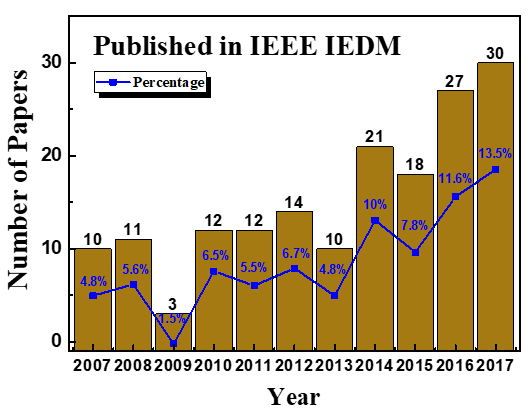 Published in IEEE IEDM
Percentage
Number of Papers
30
20
10
0
10 11 3 12 12 14 10 21 18 27 30
4.8% 5.6% 1.5% 6.5% 5.5% 6.7% 4.8% 10% 7.8% 11.6% 13.5%
2007 2008 2009 2010 2011 2012 2013 2014 2015 2016 2017
Year